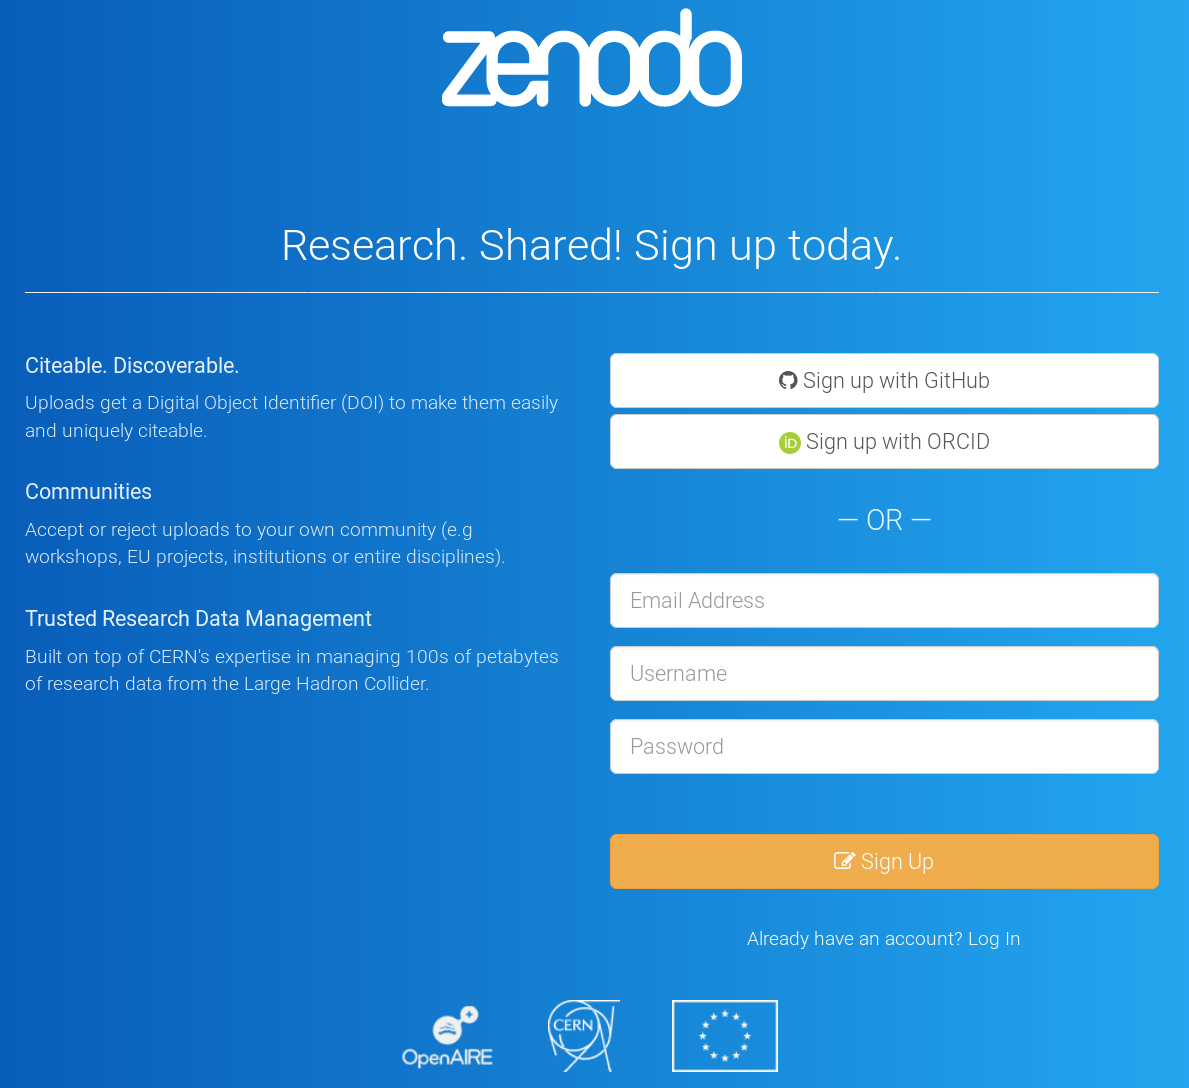 zenodo
Research. Shared! Sign up today.
Citeable. Discoverable.
Uploads get a Digital Object Identifier (DOI) to make them easily
and uniquely citeable.
Communities
Accept or reject uploads to your own community (e.g
workshops, EU projects, institutions or entire disciplines).
Trusted Research Data Management
Built on top of CERN's expertise in managing 100s of petabytes
of research data from the Large Hadron Collider.
Sign up with GitHub
iD Sign up with ORCID
— OR —
Email Address
Username
Password
Sign Up
Already have an account? Log In
OpenAIRE
CERN